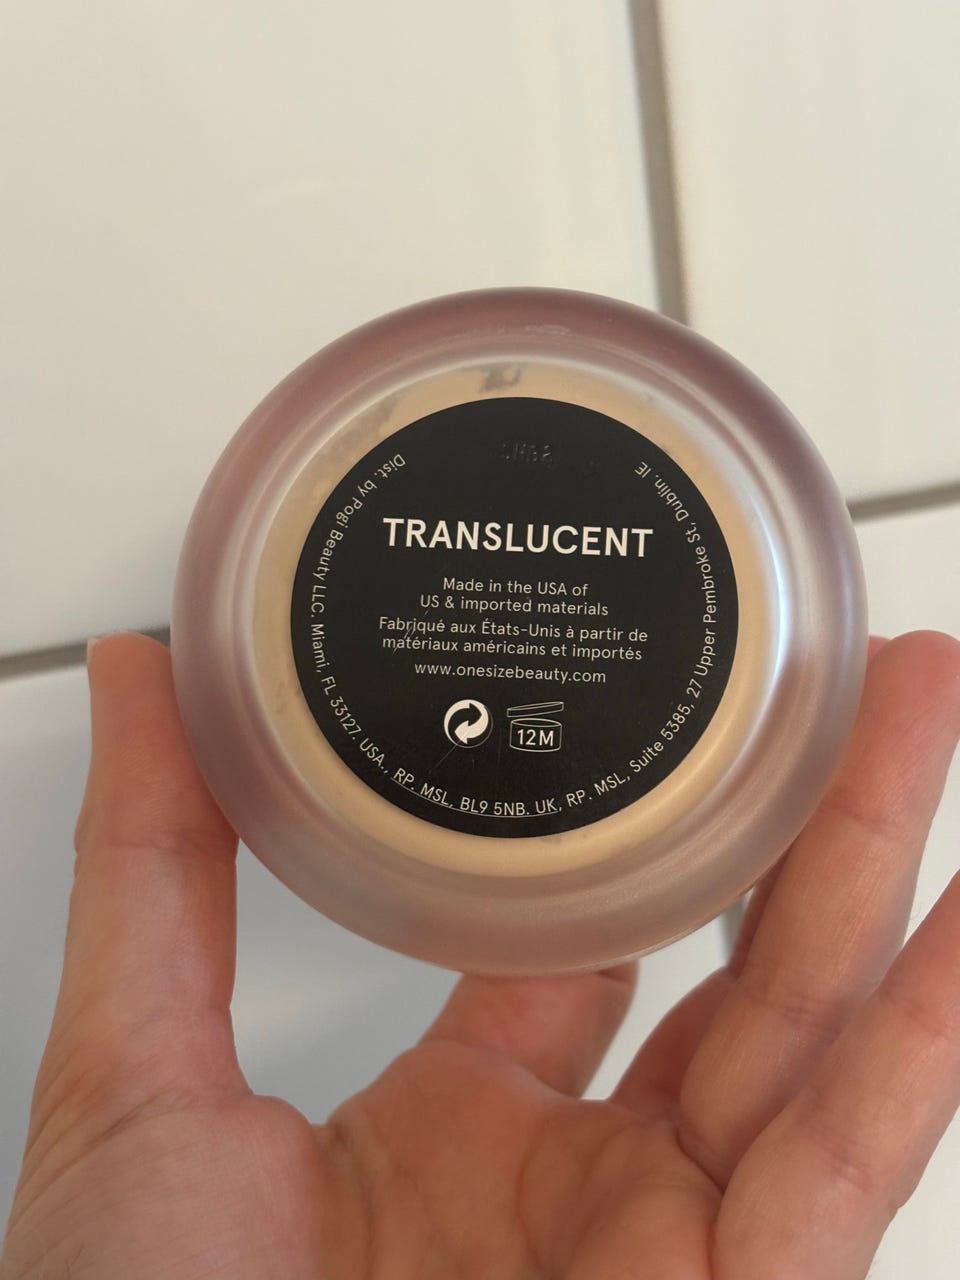 TRANSLUCENT
Made in the USA of
US & imported materials
Fabriqué aux États-Unis à partir de
matériaux américains et importés
www.onesizebeauty.com
12M
Dist. by Pogi Beauty LLC. Miami, FL 33127. USA., RP. MSL, BL9 5NB. UK, RP. MSL, Suite 5385, 27 Upper Pembroke St, Dublin. IE